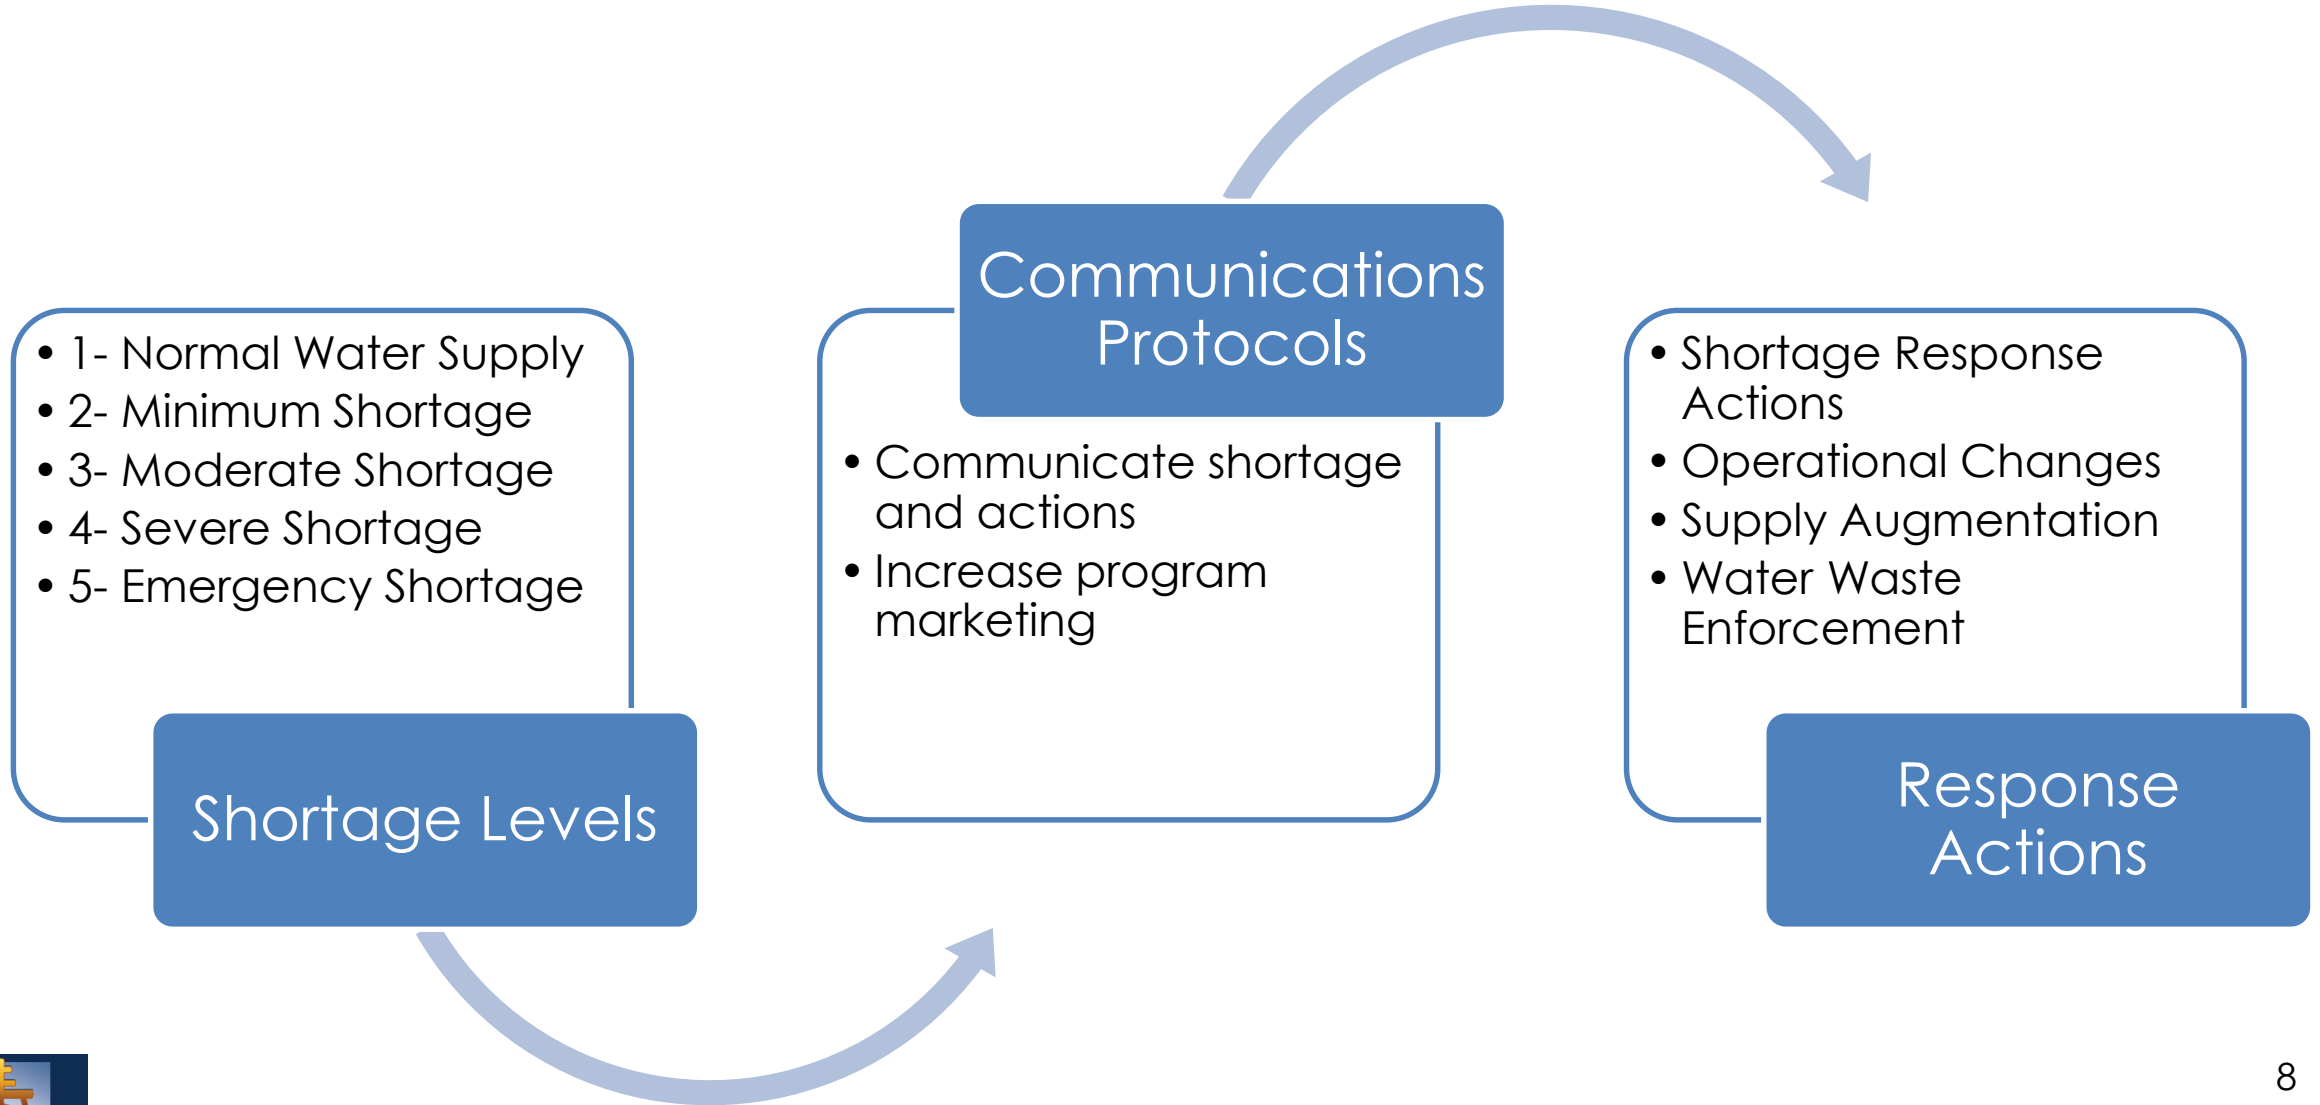 • 1- Normal Water Supply
• 2- Minimum Shortage
• 3- Moderate Shortage
• 4- Severe Shortage
• 5- Emergency Shortage
Shortage Levels
Communications
Protocols
• Communicate shortage
and actions
• Increase program
marketing
• Shortage Response
Actions
• Operational Changes
• Supply Augmentation
• Water Waste
Enforcement
Response
Actions
8